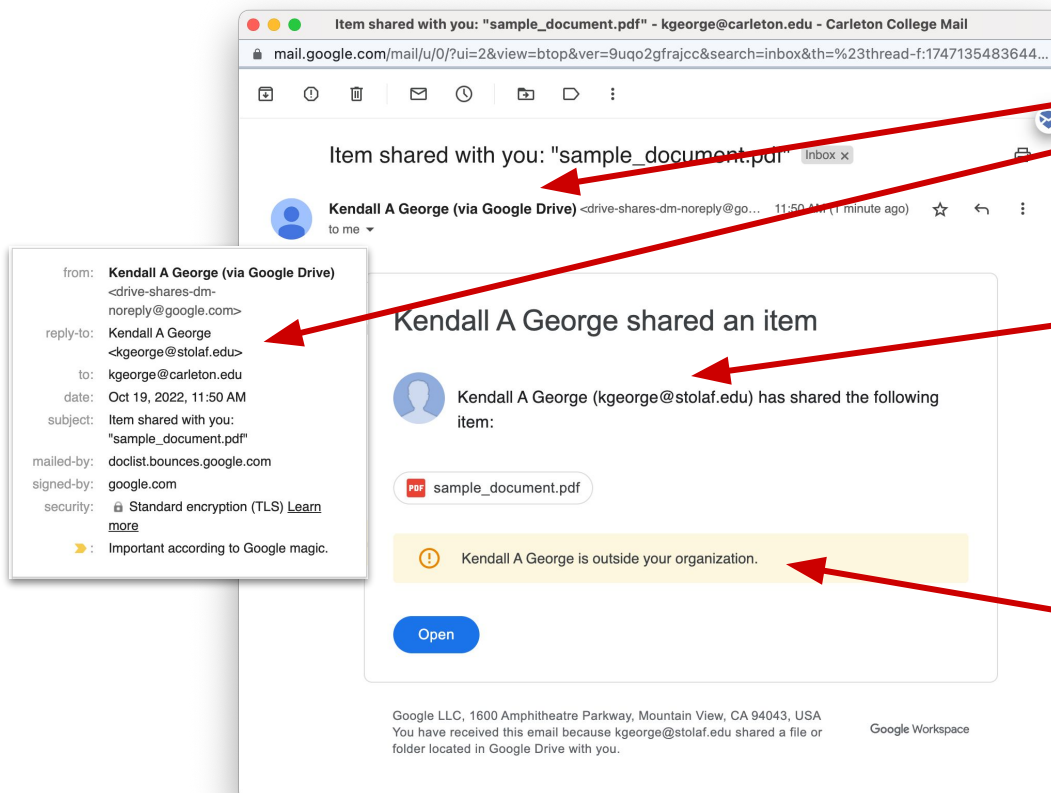 Item shared with you: "sample_document.pdf" - kgeorge@carleton.edu - Carleton College Mail
mail.google.com/mail/u/0/?ui=2&view=btop&ver=9uqo2gfrajcc&search=inbox&th=%23thread-f:1747135483644...
Item shared with you: "sample_document.pdf" Inbox x
Kendall A George (via Google Drive) <drive-shares-dm-noreply@go... 11:50 AM (1 minute ago)
to me
from: Kendall A George (via Google Drive)
<drive-shares-dm-
noreply@google.com>
reply-to: Kendall A George
<kgeorge@stolaf.edu>
to: kgeorge@carleton.edu
date: Oct 19, 2022, 11:50 AM
subject: Item shared with you:
"sample_document.pdf"
mailed-by: doclist.bounces.google.com
signed-by: google.com
security: Standard encryption (TLS) Learn
more
: Important according to Google magic.
Kendall A George shared an item
Kendall A George (kgeorge@stolaf.edu) has shared the following
item:
PDF sample_document.pdf
Kendall A George is outside your organization.
Open
Google LLC, 1600 Amphitheatre Parkway, Mountain View, CA 94043, USA
You have received this email because kgeorge@stolaf.edu shared a file or
folder located in Google Drive with you.
Google Workspace